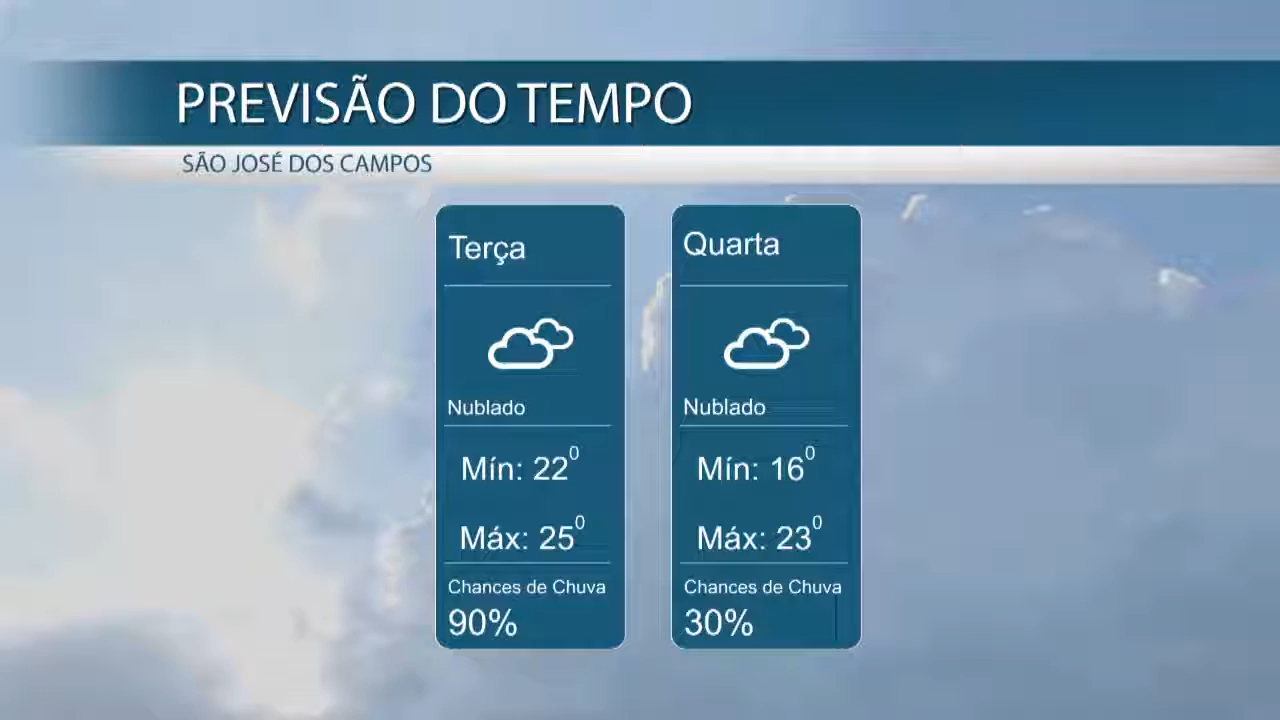 PREVISÃO DO TEMPO
SÃO JOSÉ DOS CAMPOS
Terça
Nublado
Mín: 22⁰
Máx: 25⁰
Chances de Chuva
90%
Quarta
Nublado
Mín: 16⁰
Máx: 23⁰
Chances de Chuva
30%